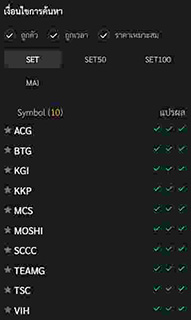 เงื่อนไขการค้นหา
ถูกตัว ถูกเวลา ราคาเหมาะสม
SET SET50 SET100
MAI
Symbol (10) แปรผล
ACG
BTG
KGI
KKP
MCS
MOSHI
SCCC
TEAMG
TSC
VIH